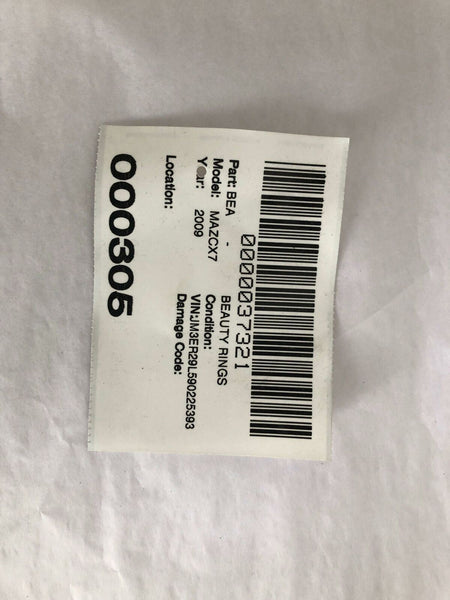 0000037321
Part: BEA - BEAUTY RINGS
Model: MAZCX7 Condition:
Year: 2009 VIN:JM3ER29L590225393
Damage Code:
Location:
000305